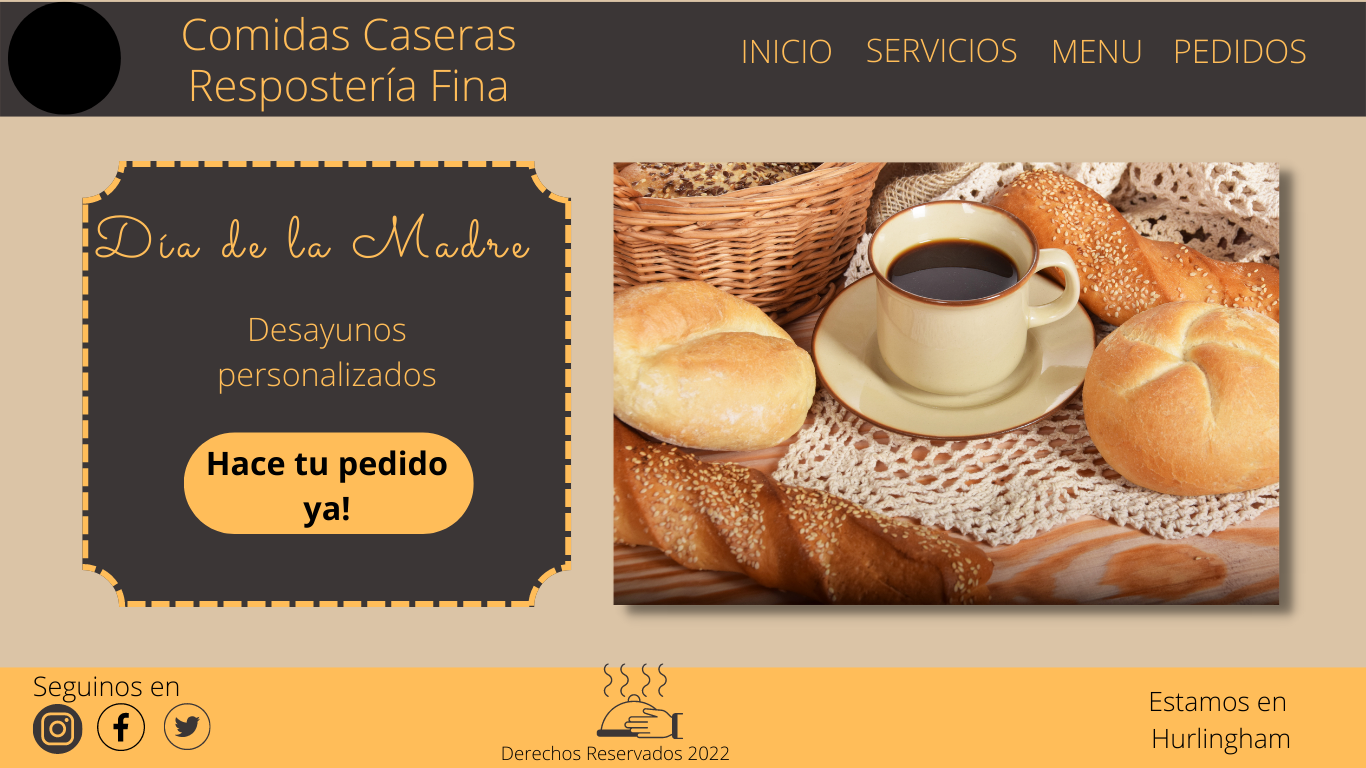 Comidas Caseras
Respostería Fina
INICIO SERVICIOS MENU PEDIDOS
Día de la Madre
Desayunos
personalizados
Hace tu pedido
ya!
Seguinos en
Derechos Reservados 2022
Estamos en
Hurlingham